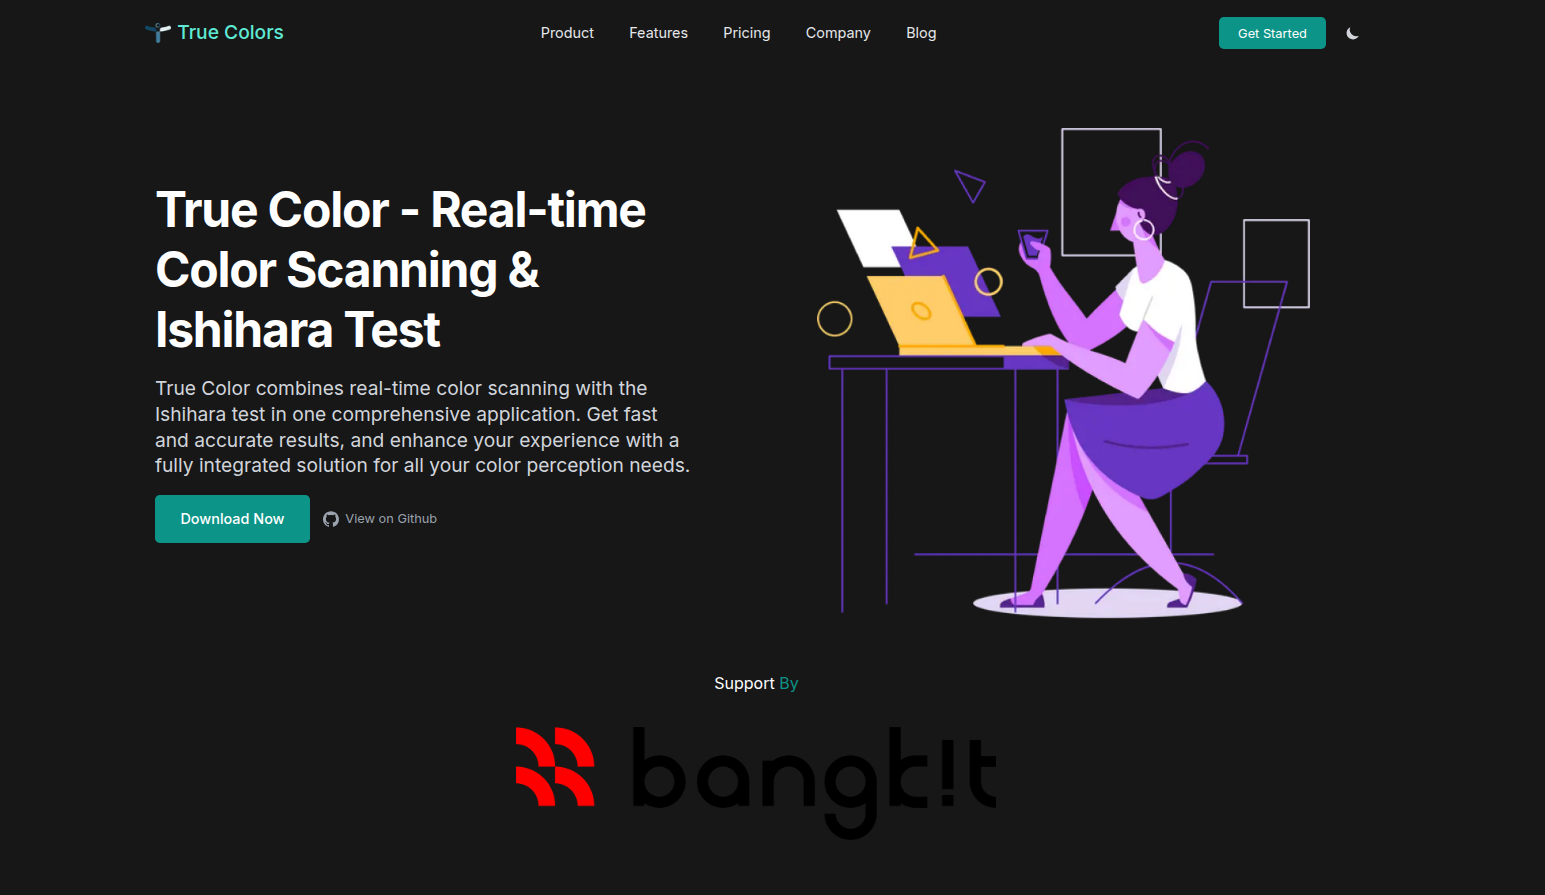 True Colors
Product
Features
Pricing
Company
Blog
Get Started
True Color - Real-time
Color Scanning &
Ishihara Test
True Color combines real-time color scanning with the
Ishihara test in one comprehensive application. Get fast
and accurate results, and enhance your experience with a
fully integrated solution for all your color perception needs.
Download Now
View on Github
Support By
bangk!t